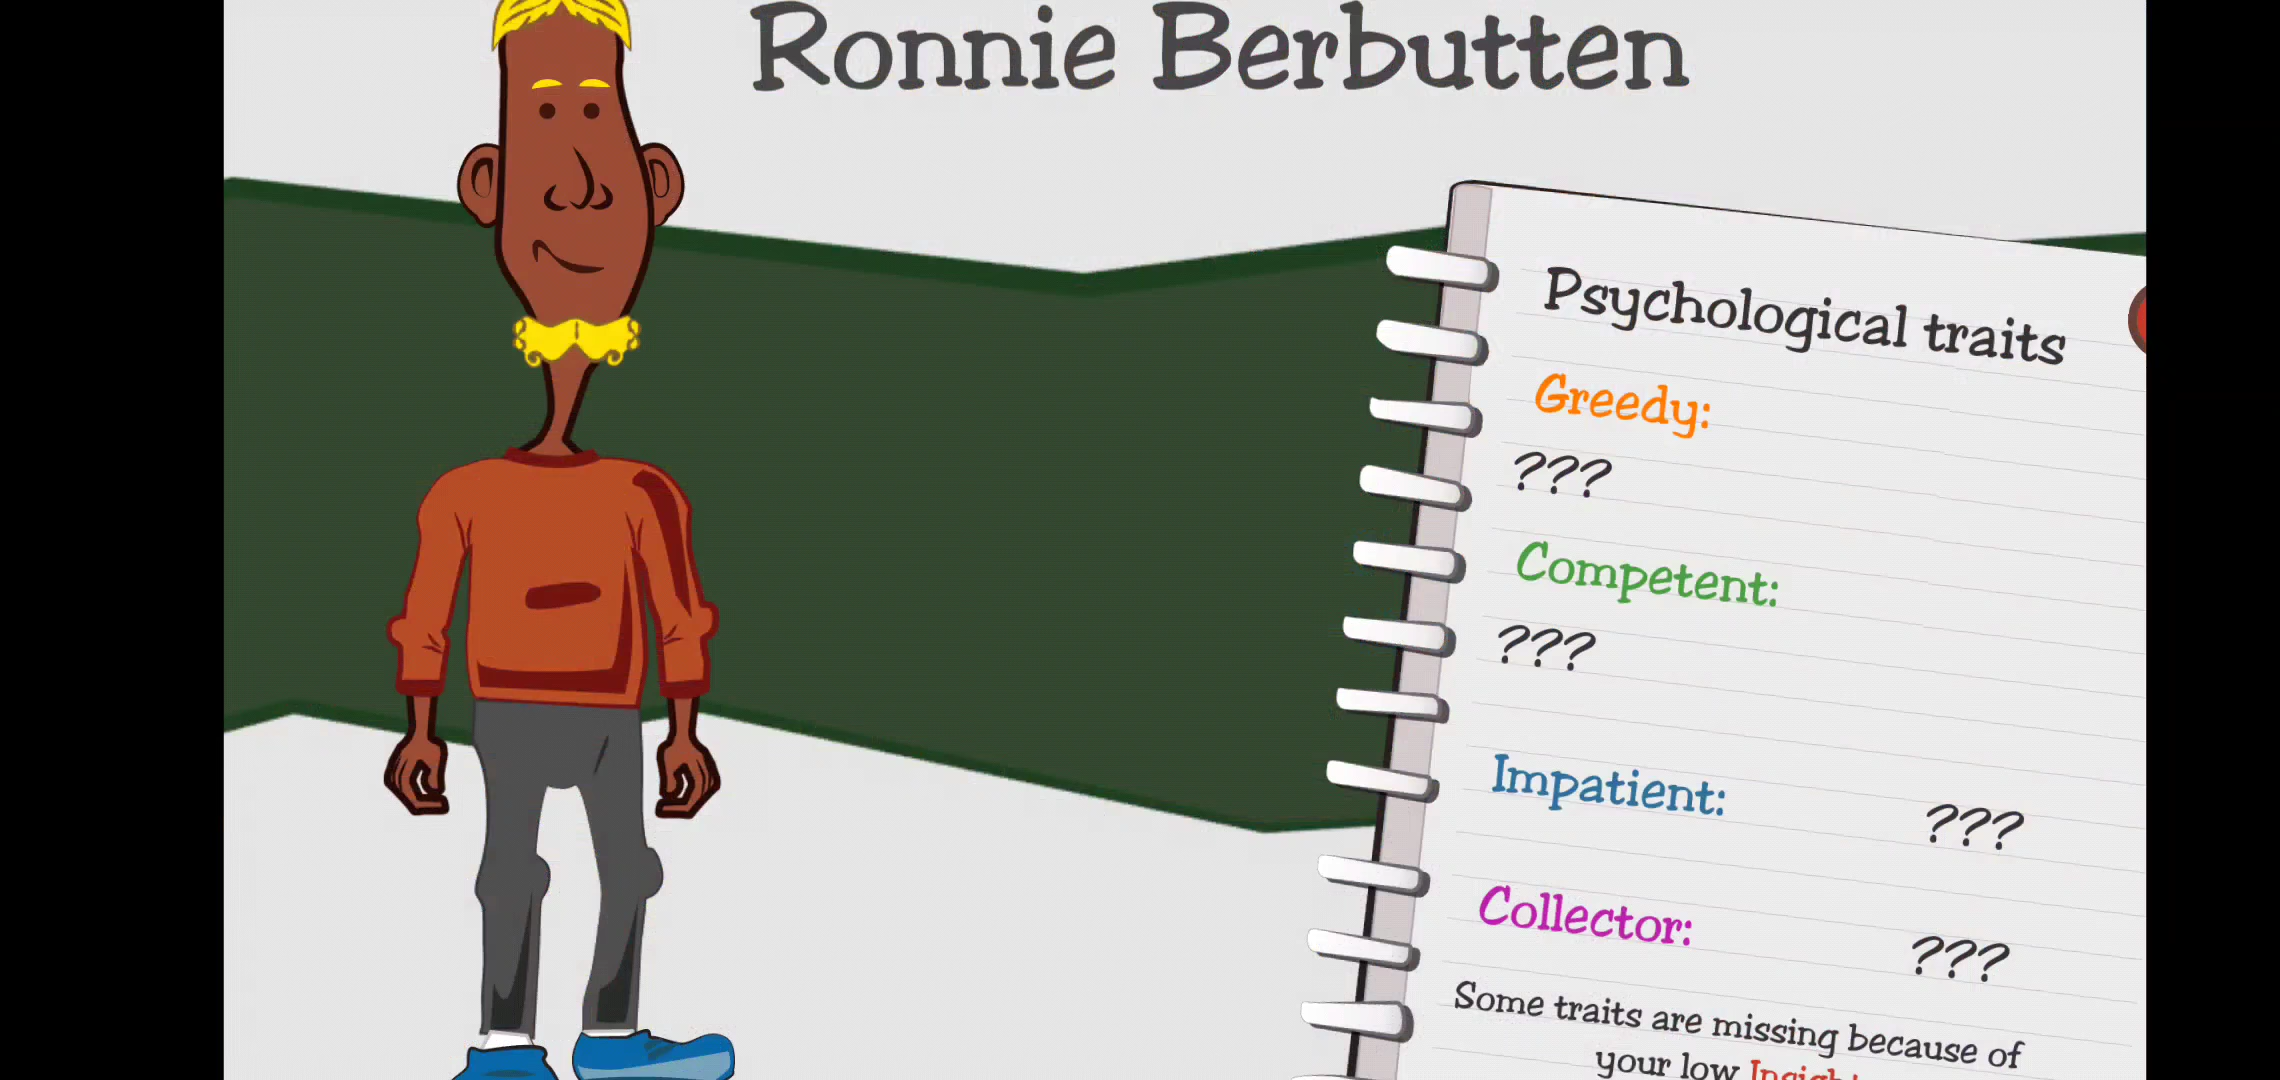 Ronnie Berbutten
Psychological traits
Greedy:
???
Competent:
???
Impatient: ???
Collector: ???
Some traits are missing because of
your low